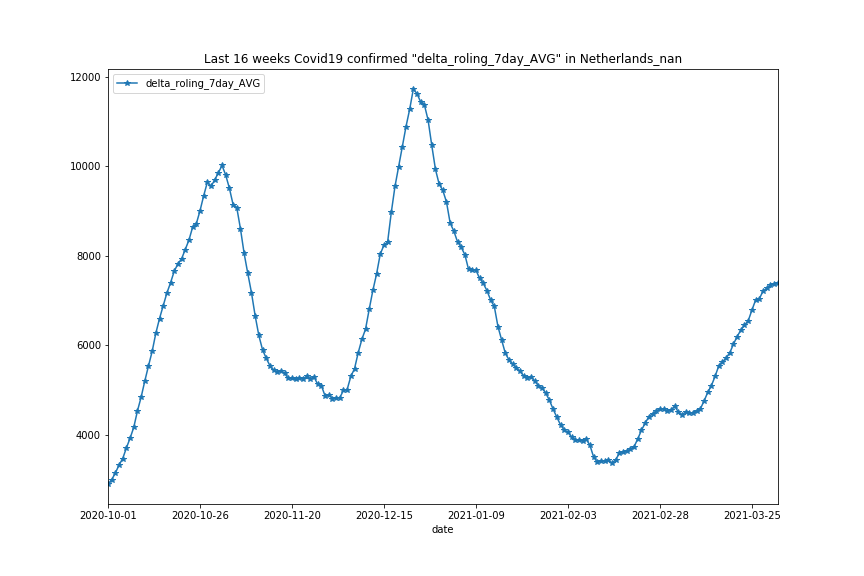 Last 16 weeks Covid19 confirmed "delta_roling_7day_AVG" in Netherlands_nan
delta_roling_7day_AVG
12000
10000
8000
6000
4000
2020-10-01 2020-10-26 2020-11-20 2020-12-15 2021-01-09 2021-02-03 2021-02-28 2021-03-25
date